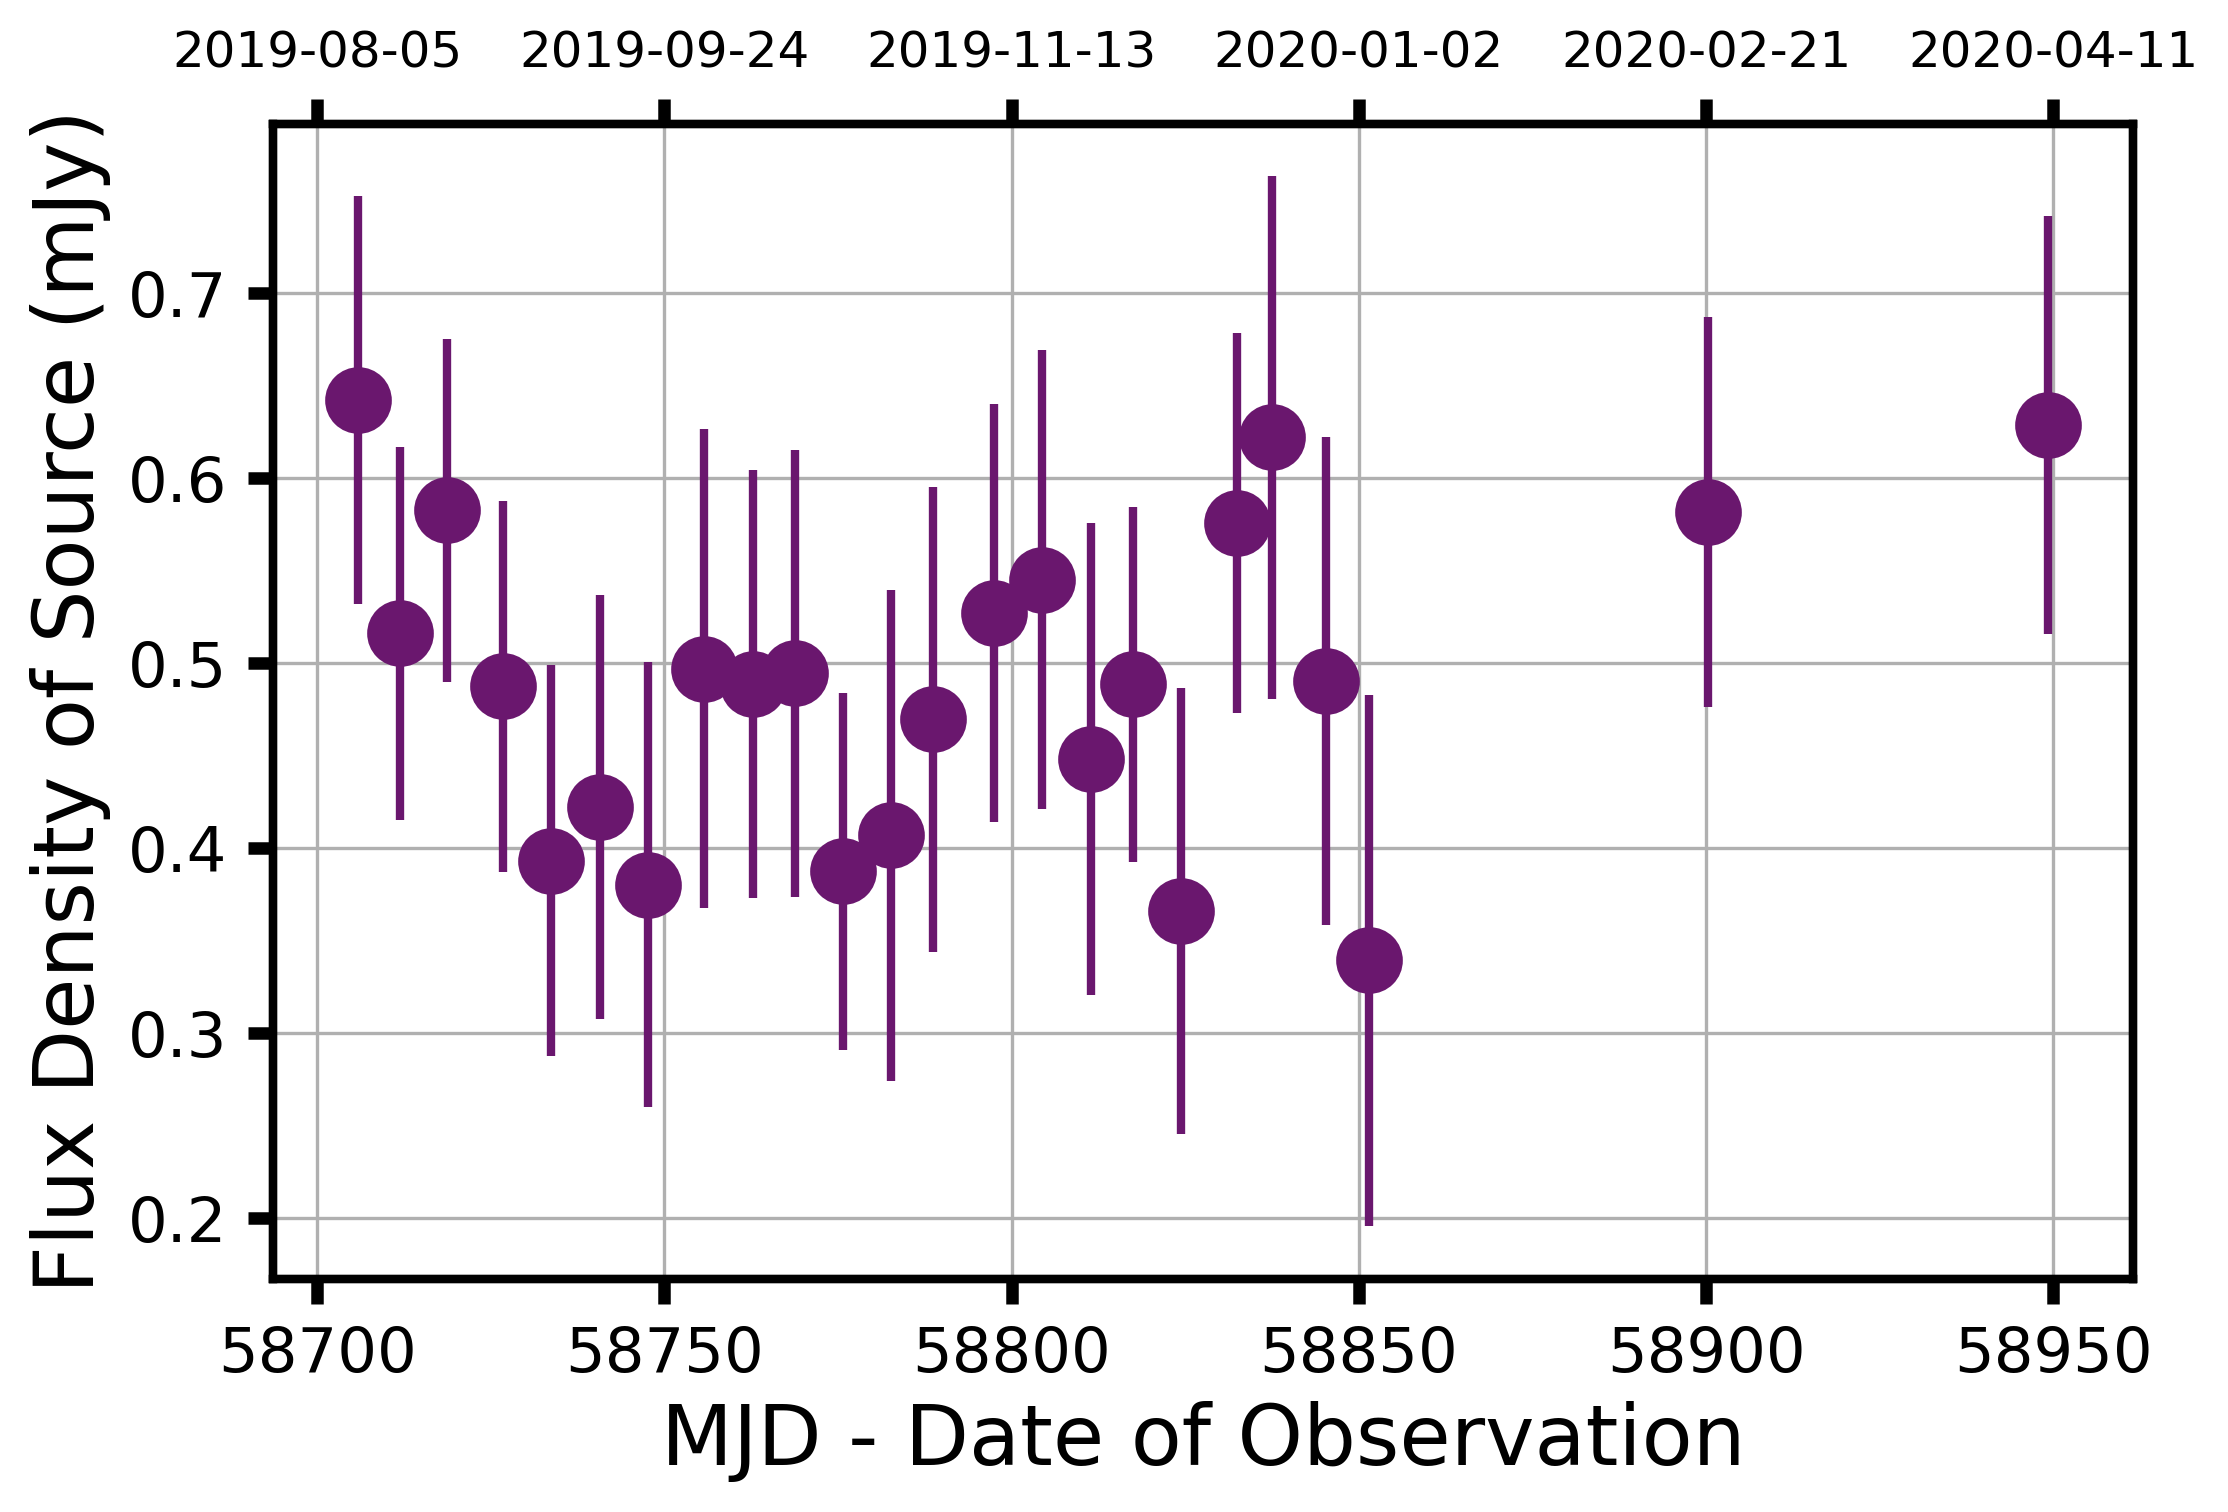 2019-08-05 2019-09-24 2019-11-13 2020-01-02 2020-02-21 2020-04-11
Flux Density of Source (mJy)
0.7
0.6
0.5
0.4
0.3
0.2
58700 58750 58800 58850 58900 58950
MJD - Date of Observation